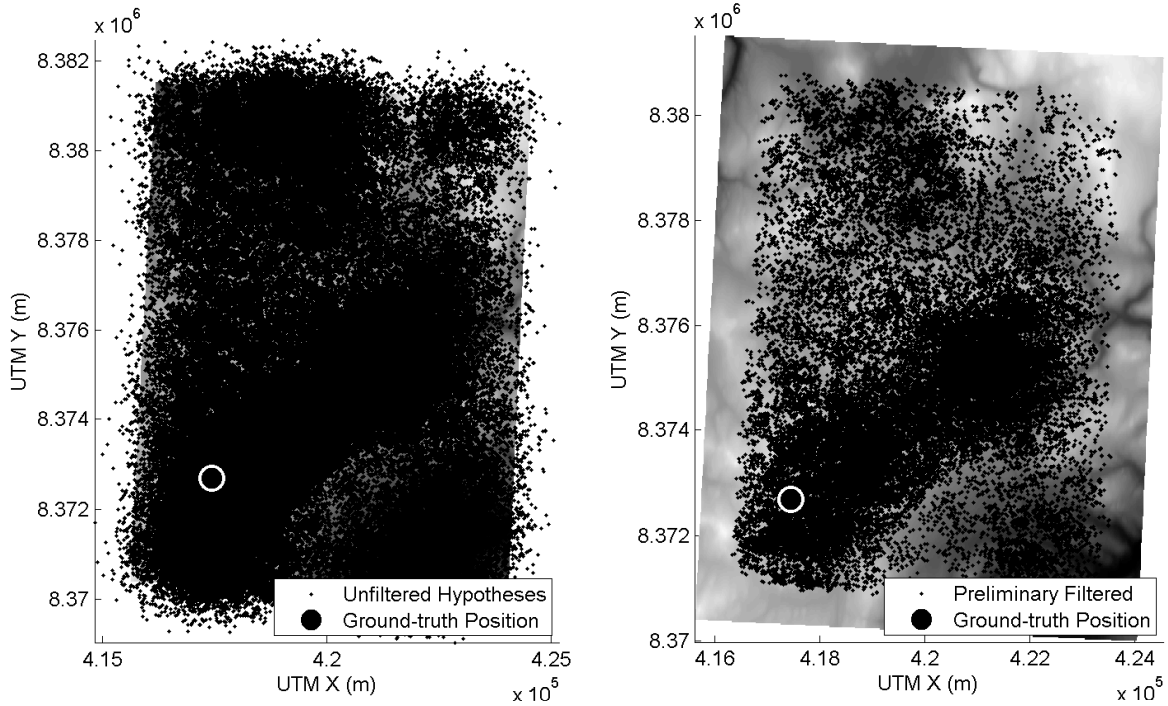 x 10^6
8.382
8.38
8.378
8.376
8.374
8.372
8.37
UTM Y (m)
4.15
4.2
4.25
UTM X (m)
x 10^5
Unfiltered Hypotheses
Ground-truth Position
x 10^6
8.38
8.378
8.376
8.374
8.372
8.37
UTM Y (m)
4.16
4.18
4.2
4.22
4.24
UTM X (m)
x 10^5
Preliminary Filtered
Ground-truth Position